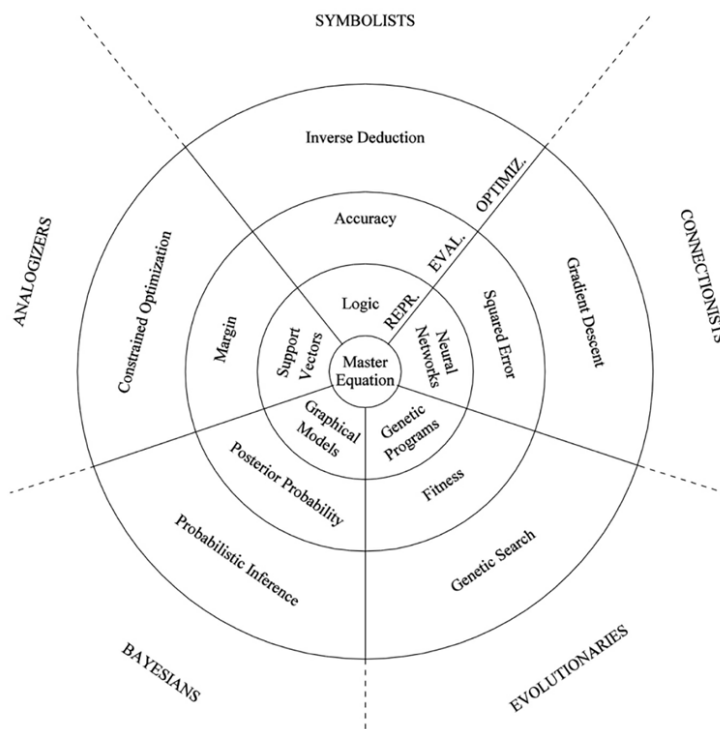 SYMBOLISTS
Inverse Deduction
OPTIMIZ.
Accuracy
EVAL.
Logic
REPR.
ANALOGIZERS
Constrained Optimization
Margin
Support
Vectors
Master
Equation
Neural
Networks
Squared Error
Gradient Descent
CONNECTIONISTS
Graphical
Models
Genetic
Programs
Posterior Probability
Fitness
Probabilistic Inference
Genetic Search
BAYESIANS
EVOLUTIONARIES